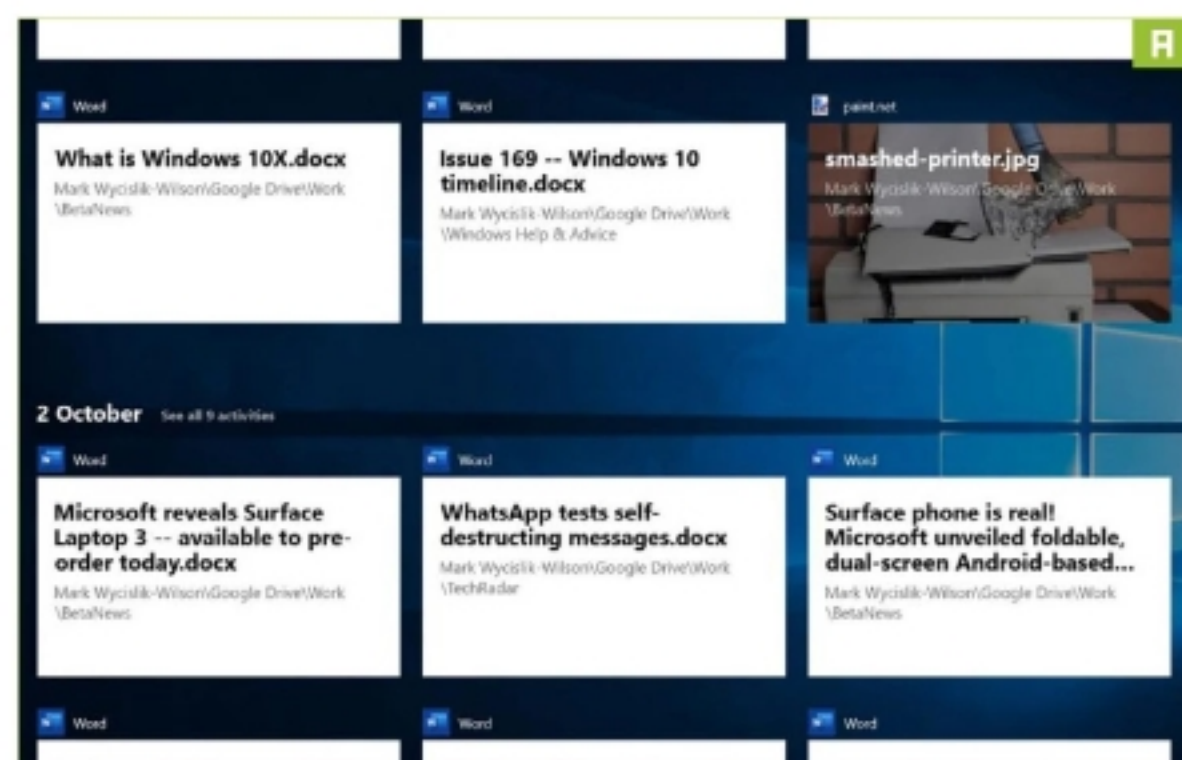 A
Word
Word
paint.net
What is Windows 10X.docx
Mark Wycislik-Wilson\Google Drive\Work
\BetaNews
Issue 169 -- Windows 10
timeline.docx
Mark Wycislik-Wilson\Google Drive\Work
\Windows Help & Advice
smashed-printer.jpg
Mark Wycislik-Wilson\Google Drive\Work
\BetaNews
2 October See all 9 activities
Word
Word
Word
Microsoft reveals Surface
Laptop 3 -- available to pre-
order today.docx
Mark Wycislik-Wilson\Google Drive\Work
\BetaNews
WhatsApp tests self-
destructing messages.docx
Mark Wycislik-Wilson\Google Drive\Work
\TechRadar
Surface phone is real!
Microsoft unveiled foldable,
dual-screen Android-based...
Mark Wycislik-Wilson\Google Drive\Work
\BetaNews
Word
Word
Word